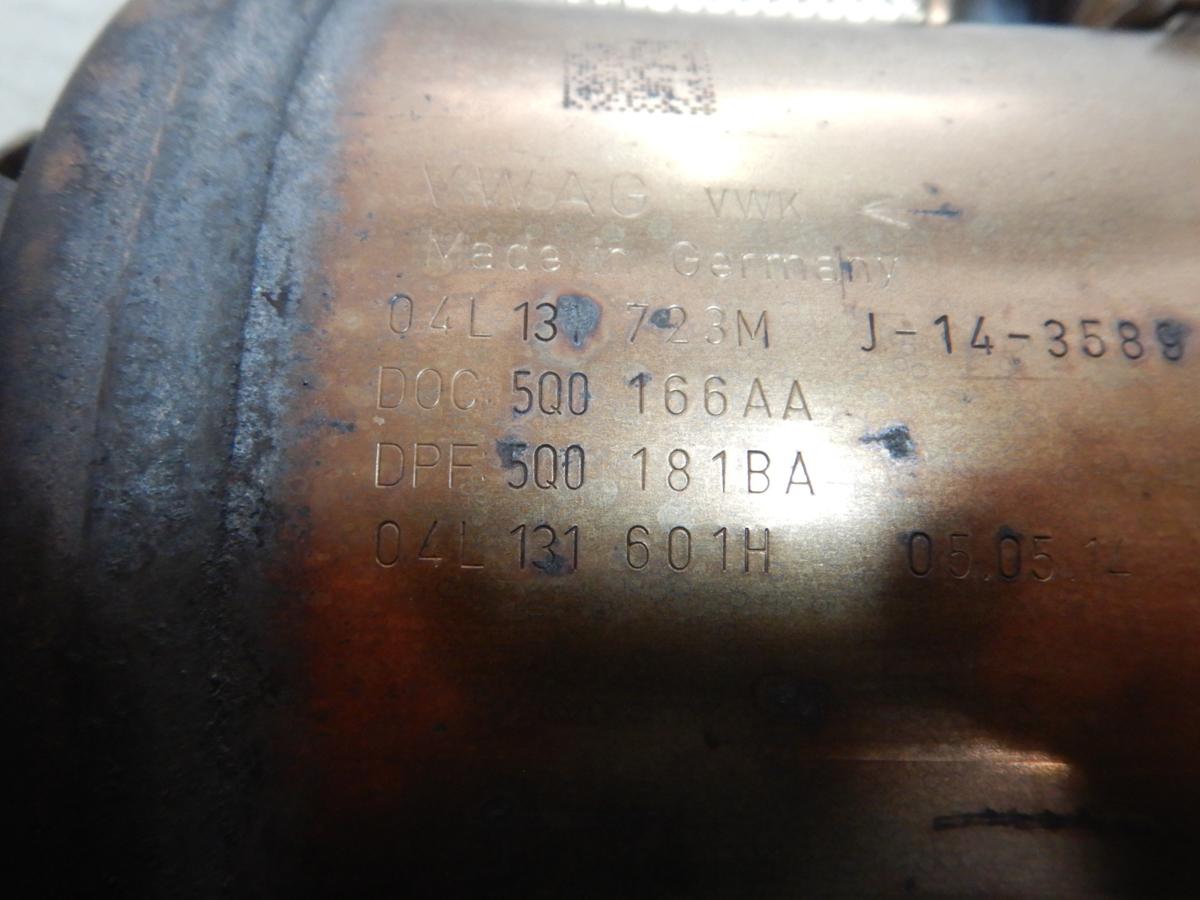 VWAG VWK <
Made in Germany
04L 131 723M J-14-3589
DOC: 5Q0 166AA
DPF: 5Q0 181BA
04L 131 601H 05.05.14